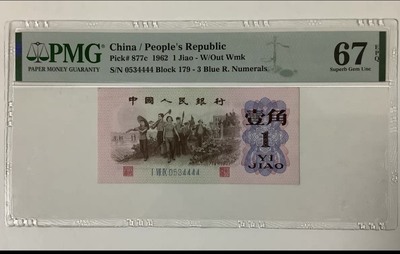 PMG
PAPER MONEY GUARANTY
China / People's Republic
Pick# 877c 1962 1 Jiao - W/Out Wmk
S/N 0534444 Block 179 - 3 Blue R. Numerals.
67 EPQ
Superb Gem Unc
中国人民银行
壹角
1
YI
JIAO
I VII IX 0534444